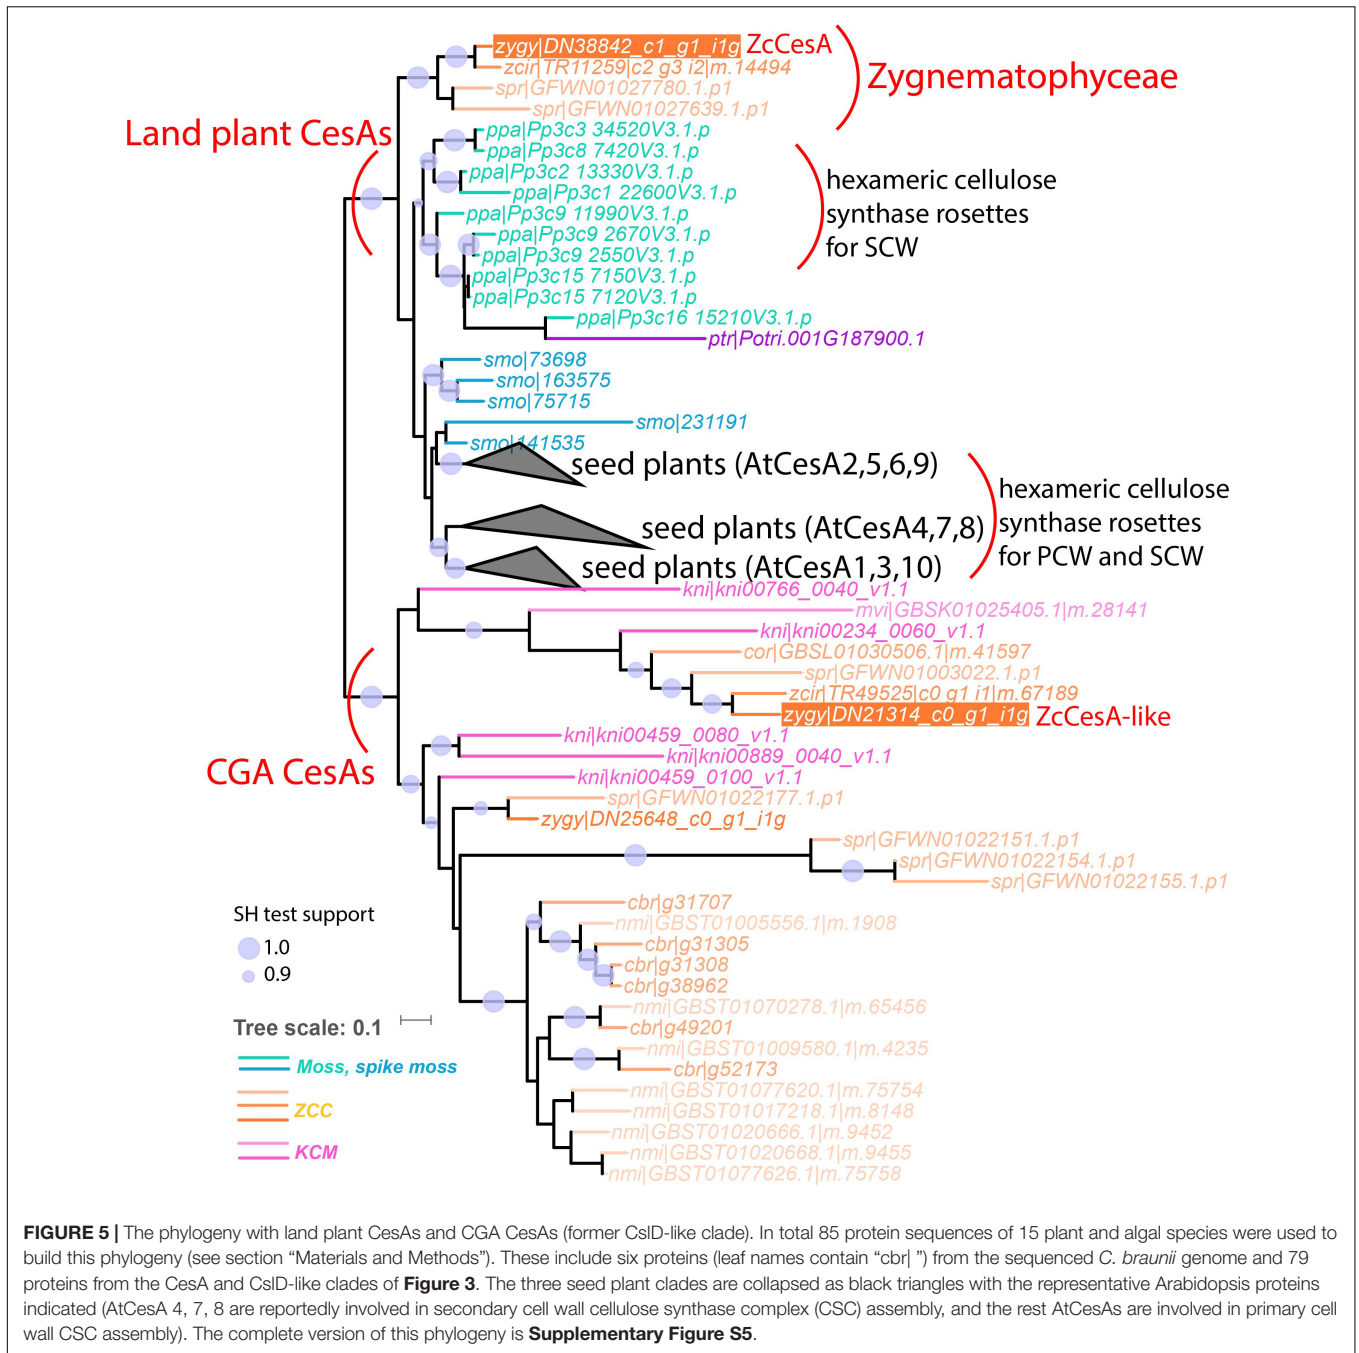 zygy|DN38842_c1_g1_i1g ZcCesA
zcir|TR11259|c2 g3 i2|m.14494
spr|GFWN01027780.1.p1
spr|GFWN01027639.1.p1
Zygnematophyceae
Land plant CesAs
ppa|Pp3c3 34520V3.1.p
ppa|Pp3c8 7420V3.1.p
ppa|Pp3c2 13330V3.1.p
ppa|Pp3c1 22600V3.1.p
ppa|Pp3c9 11990V3.1.p
ppa|Pp3c9 2670V3.1.p
ppa|Pp3c9 2550V3.1.p
ppa|Pp3c15 7150V3.1.p
ppa|Pp3c15 7120V3.1.p
ppa|Pp3c16 15210V3.1.p
hexameric cellulose
synthase rosettes
for SCW
ptr|Potri.001G187900.1
smo|73698
smo|163575
smo|75715
smo|231191
smo|141535
seed plants (AtCesA2,5,6,9)
seed plants (AtCesA4,7,8)
seed plants (AtCesA1,3,10)
hexameric cellulose
synthase rosettes
for PCW and SCW
kni|kni00766_0040_v1.1
mvi|GBSK01025405.1|m.28141
kni|kni00234_0060_v1.1
cor|GBSL01030506.1|m.41597
spr|GFWN01003022.1.p1
zcir|TR49525|c0 g1 i1|m.67189
zygy|DN21314_c0_g1_i1g ZcCesA-like
CGA CesAs
kni|kni00459_0080_v1.1
kni|kni00889_0040_v1.1
kni|kni00459_0100_v1.1
spr|GFWN01022177.1.p1
zygy|DN25648_c0_g1_i1g
spr|GFWN01022151.1.p1
spr|GFWN01022154.1.p1
spr|GFWN01022155.1.p1
cbr|g31707
nmi|GBST01005556.1|m.1908
cbr|g31305
cbr|g31308
cbr|g38962
nmi|GBST01070278.1|m.65456
cbr|g49201
nmi|GBST01009580.1|m.4235
cbr|g52173
nmi|GBST01077620.1|m.75754
nmi|GBST01017218.1|m.8148
nmi|GBST01020666.1|m.9452
nmi|GBST01020668.1|m.9455
nmi|GBST01077626.1|m.75758
SH test support
1.0
0.9
Tree scale: 0.1
Moss, spike moss
ZCC
KCM
FIGURE 5 | The phylogeny with land plant CesAs and CGA CesAs (former CslD-like clade). In total 85 protein sequences of 15 plant and algal species were used to
build this phylogeny (see section “Materials and Methods”). These include six proteins (leaf names contain “cbr| ”) from the sequenced C. braunii genome and 79
proteins from the CesA and CslD-like clades of Figure 3. The three seed plant clades are collapsed as black triangles with the representative Arabidopsis proteins
indicated (AtCesA 4, 7, 8 are reportedly involved in secondary cell wall cellulose synthase complex (CSC) assembly, and the rest AtCesAs are involved in primary cell
wall CSC assembly). The complete version of this phylogeny is Supplementary Figure S5.